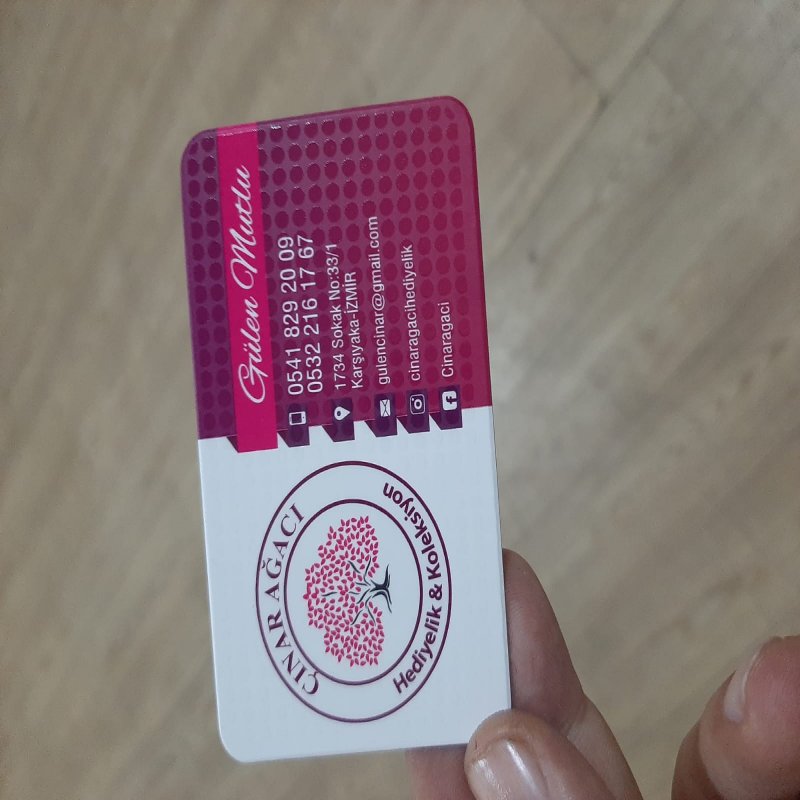 ÇINAR AĞACI
Hediyelik & Koleksiyon
Gülen Mutlu
0541 829 20 09
0532 216 17 67
1734 Sokak No:33/1
Karşıyaka-İZMİR
gulencinar@gmail.com
cinaragacihediyelik
Cinaragaci